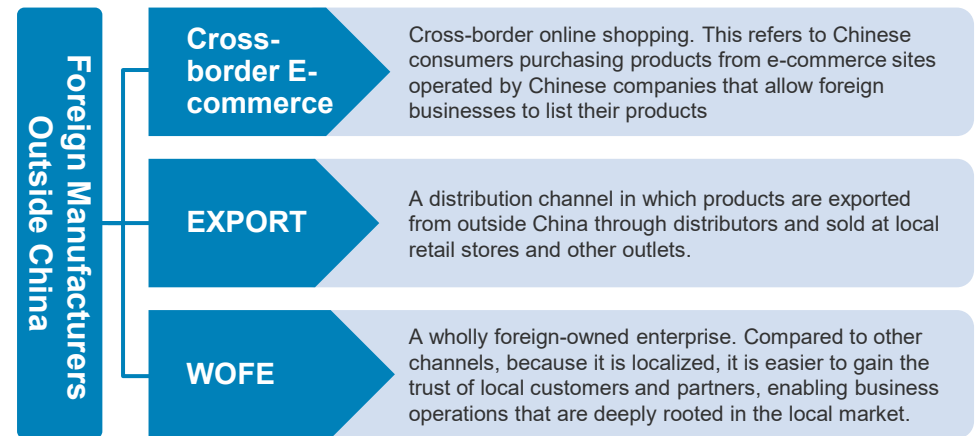 Foreign Manufacturers
Outside China
Cross-
border E-
commerce
Cross-border online shopping. This refers to Chinese
consumers purchasing products from e-commerce sites
operated by Chinese companies that allow foreign
businesses to list their products
EXPORT
A distribution channel in which products are exported
from outside China through distributors and sold at local
retail stores and other outlets.
WOFE
A wholly foreign-owned enterprise. Compared to other
channels, because it is localized, it is easier to gain the
trust of local customers and partners, enabling business
operations that are deeply rooted in the local market.